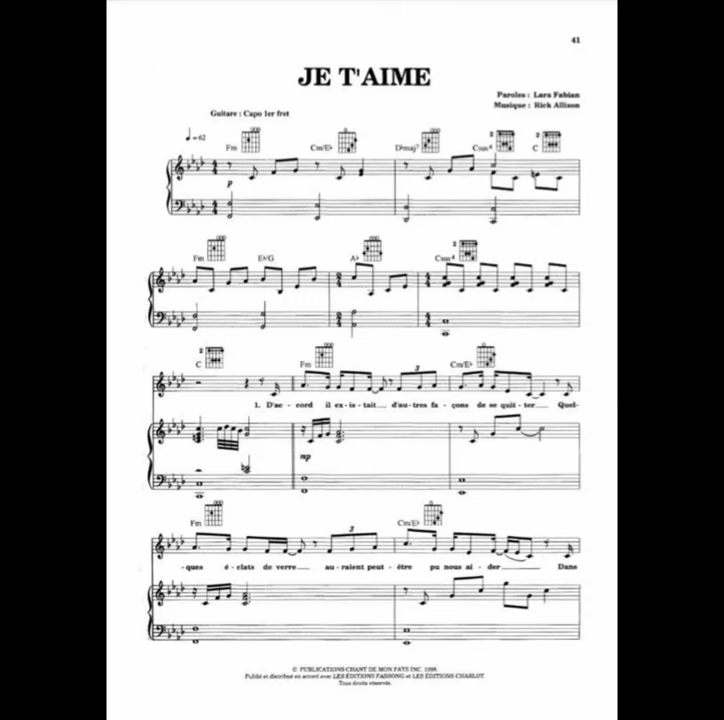 41
JE T'AIME
Paroles : Lara Fabian
Musique : Rick Allison
Guitare : Capo 1er fret
♩ = 62
Fm Cm/E♭ D♭maj7 Csus4 C
p
Fm E♭/G A♭ Csus4
C Fm Cm/E♭
1. D'ac - cord il ex - is - tait d'au - tres fa - çons de se quit - ter Quel-
mp
Fm Cm/E♭
3
-ques é - clats de verre au - raient peut - être pu nous ai - der Dans
© PUBLICATIONS CHANT DE MON PAYS INC. 1996.
Publié et distribué en accord avec LES ÉDITIONS FABSONG et LES ÉDITIONS CHARLOT.
Tous droits réservés.